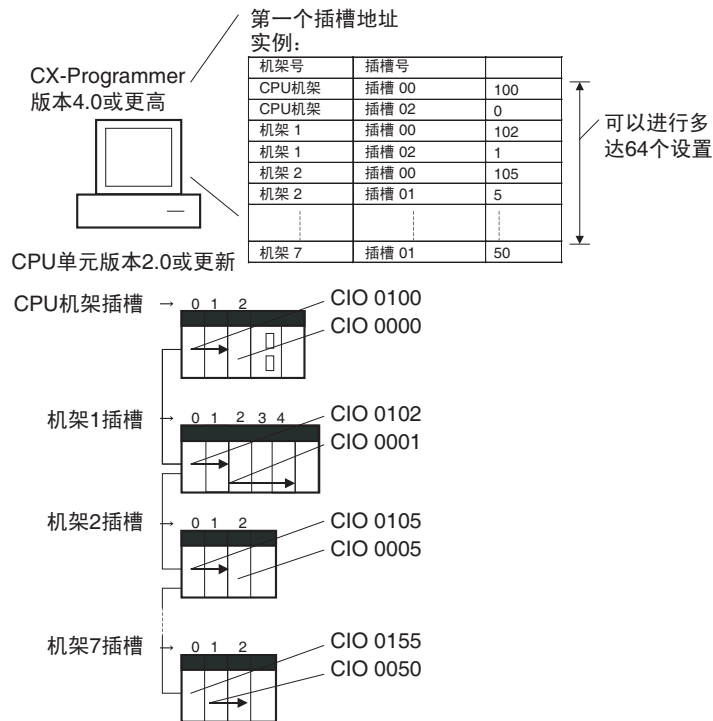 第一个插槽地址
实例：
CX-Programmer
版本4.0或更高
机架号 插槽号
CPU机架 插槽 00 100
CPU机架 插槽 02 0
机架 1 插槽 00 102
机架 1 插槽 02 1
机架 2 插槽 00 105
机架 2 插槽 01 5
机架 7 插槽 01 50
可以进行多
达64个设置
CPU单元版本2.0或更新
CPU机架插槽 → 0 1 2
CIO 0100
CIO 0000
机架1插槽 → 0 1 2 3 4
CIO 0102
CIO 0001
机架2插槽 → 0 1 2
CIO 0105
CIO 0005
机架7插槽 → 0 1 2
CIO 0155
CIO 0050